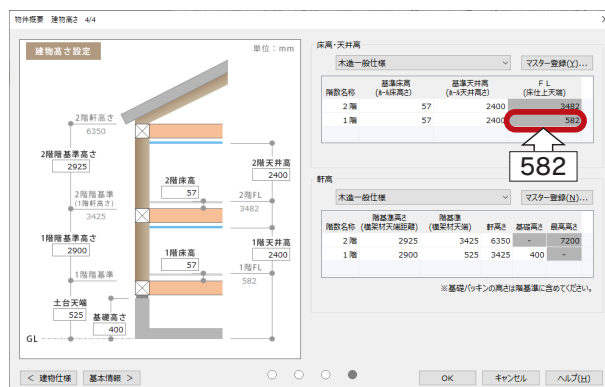 物件概要 建物高さ 4/4
建物高さ設定
単位：mm
2階軒高さ
6350
2階階基準高さ
2925
2階階基準
(1階軒高さ)
3425
1階階基準高さ
2900
1階階基準
土台天端
525
基礎高さ
400
GL
2階床高
57
1階床高
57
2階天井高
2400
2階FL
3482
1階天井高
2400
1階FL
582
床高・天井高
木造一般仕様
マスター登録(Y)...
階数名称 基準床高 (ﾎｰﾙ床高さ) 基準天井高 (ﾎｰﾙ天井高さ) FL (床仕上天端)
2 階 57 2400 3482
1 階 57 2400 582
582
軒高
木造一般仕様
マスター登録(N)...
階数名称 階基準高さ (横架材天端距離) 階基準 (横架材天端) 軒高さ 基礎高さ 最高高さ
2 階 2925 3425 6350 - 7200
1 階 2900 525 3425 400 -
※基礎パッキンの高さは階基準に含めてください。
< 建物仕様
基本情報 >
OK
キャンセル
ヘルプ(H)